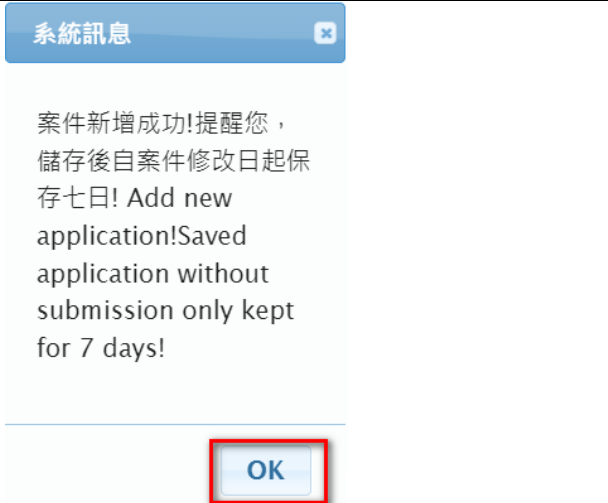 系統訊息
案件新增成功!提醒您，
儲存後自案件修改日起保
存七日! Add new
application!Saved
application without
submission only kept
for 7 days!
OK